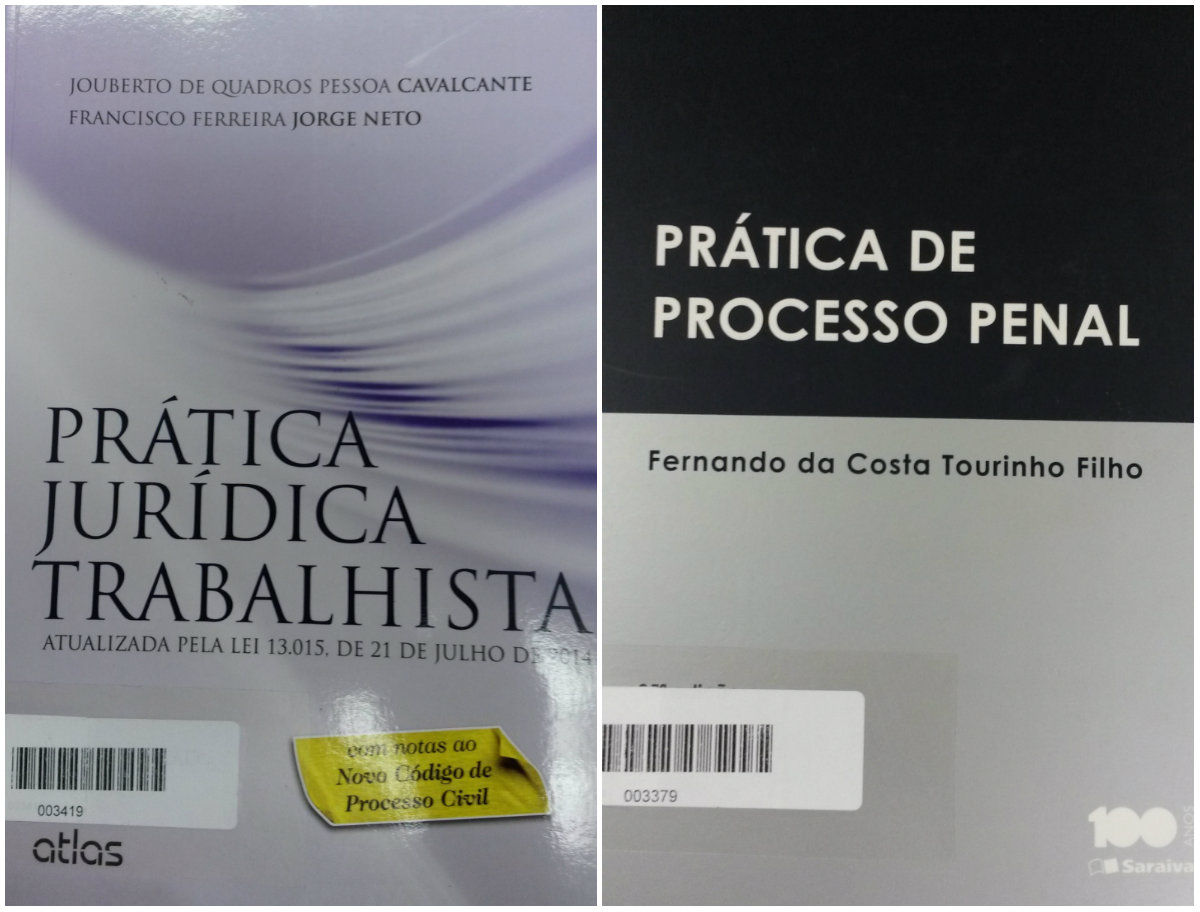 JOUBERTO DE QUADROS PESSOA CAVALCANTE
FRANCISCO FERREIRA JORGE NETO
PRÁTICA
JURÍDICA
TRABALHISTA
ATUALIZADA PELA LEI 13.015, DE 21 DE JULHO DE 2014
com notas ao
Novo Código de
Processo Civil
003419
atlas
PRÁTICA DE
PROCESSO PENAL
Fernando da Costa Tourinho Filho
003379
100 ANOS
Saraiva